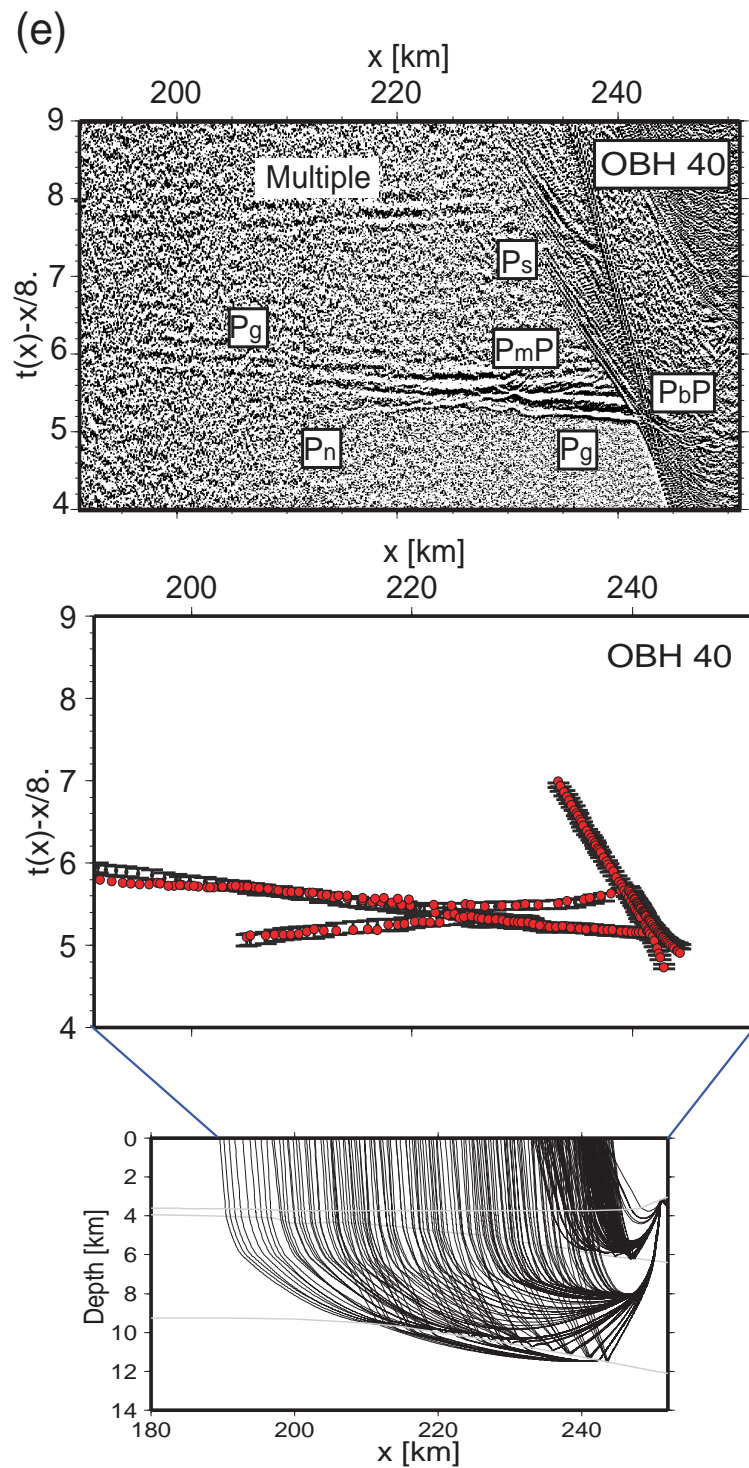 (e)
x [km]
200 220 240
9
8
7
6
5
4
t(x)-x/8.
Multiple
OBH 40
Ps
Pg
PmP
PbP
Pn
Pg
x [km]
200 220 240
9
8
7
6
5
4
t(x)-x/8.
OBH 40
0
2
4
6
8
10
12
14
Depth [km]
180 200 220 240
x [km]